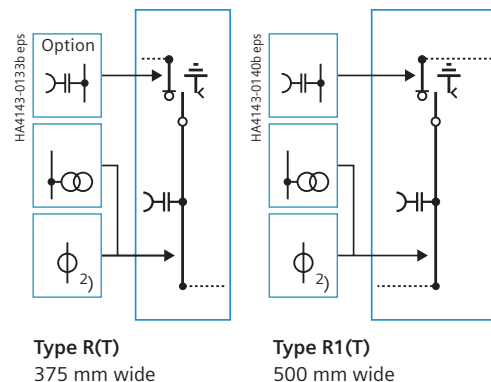 HA4143-0133b eps
Option
2)
Type R(T)
375 mm wide
HA4143-0140b eps
2)
Type R1(T)
500 mm wide